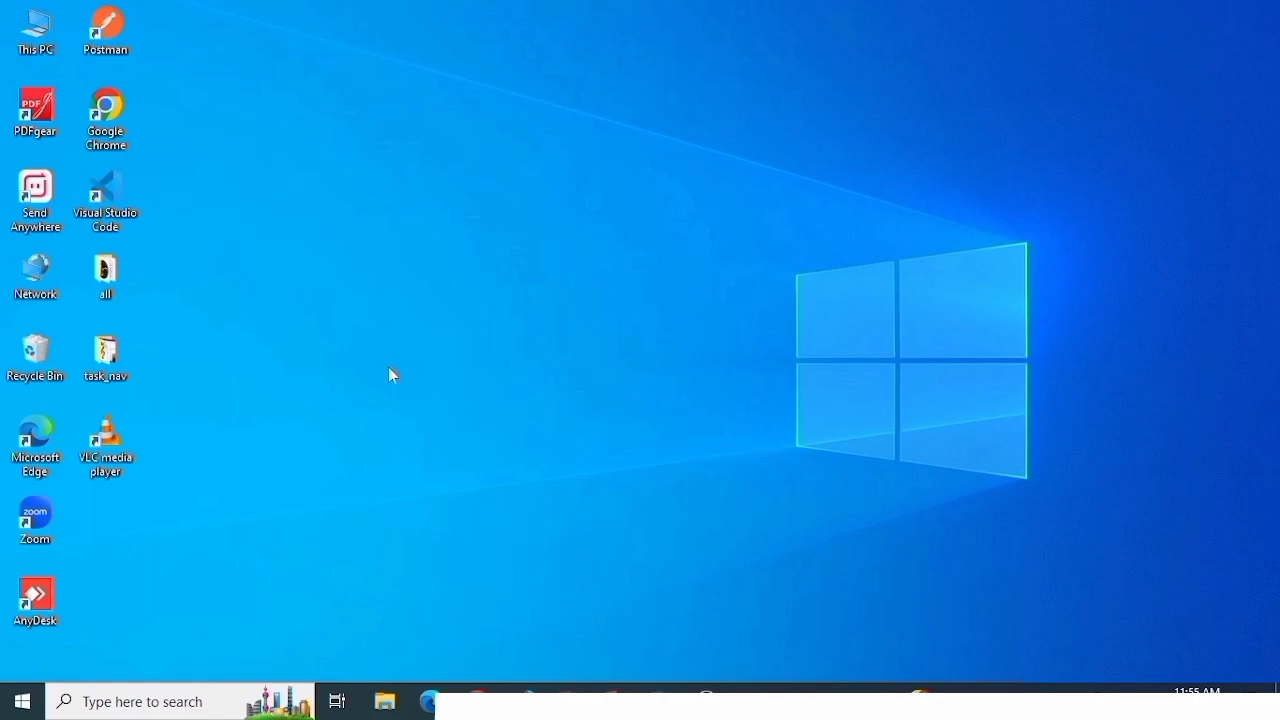 This PC
Postman
PDF
PDFgear
Google
Chrome
Send
Anywhere
Visual Studio
Code
Network
all
Recycle Bin
task_nav
Microsoft
Edge
VLC media
player
zoom
Zoom
AnyDesk
Type here to search
11:55 AM